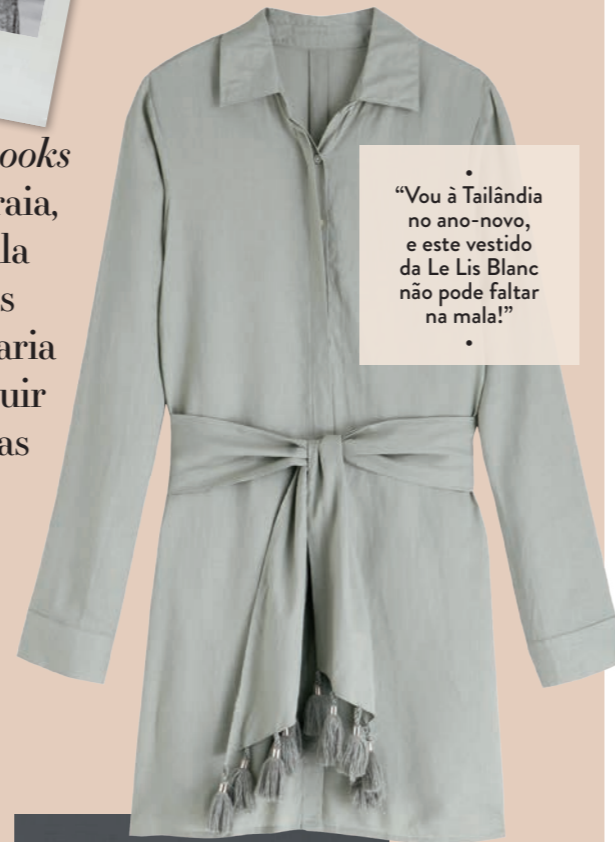 ooks
raia,
la
s
aria
uir
as
•
“Vou à Tailândia
no ano-novo,
e este vestido
da Le Lis Blanc
não pode faltar
na mala!”
•